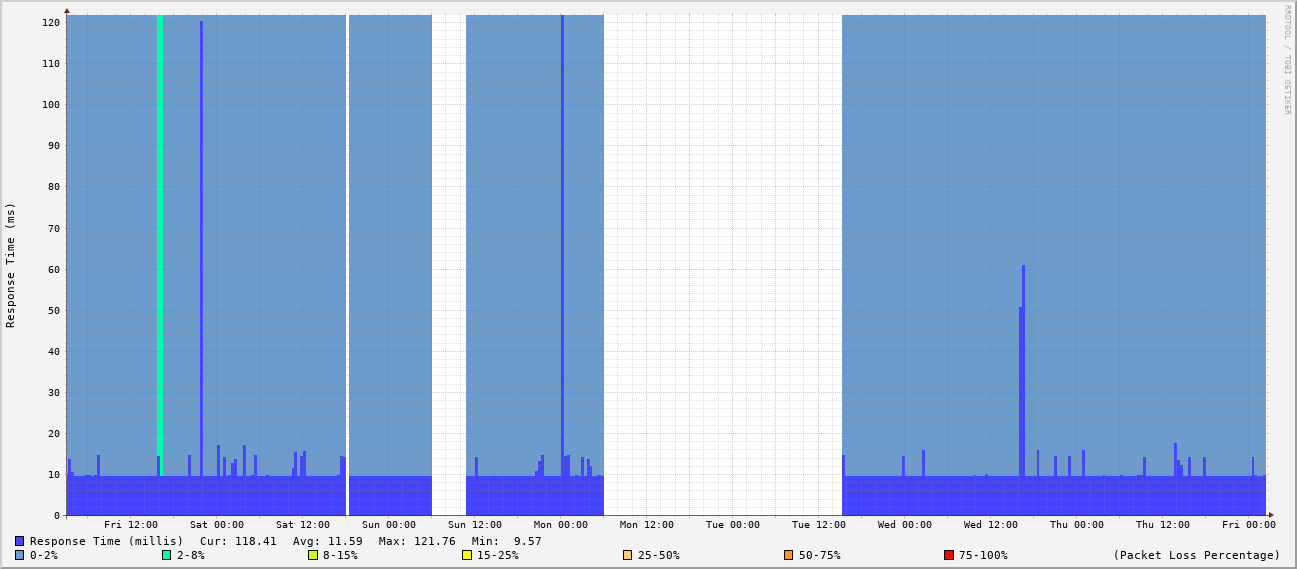 RRDTOOL / TOBI OETIKER
Response Time (ms)
120
110
100
90
80
70
60
50
40
30
20
10
0
Fri 12:00 Sat 00:00 Sat 12:00 Sun 00:00 Sun 12:00 Mon 00:00 Mon 12:00 Tue 00:00 Tue 12:00 Wed 00:00 Wed 12:00 Thu 00:00 Thu 12:00 Fri 00:00
Response Time (millis) Cur: 118.41 Avg: 11.59 Max: 121.76 Min: 9.57
0-2% 2-8% 8-15% 15-25% 25-50% 50-75% 75-100% (Packet Loss Percentage)